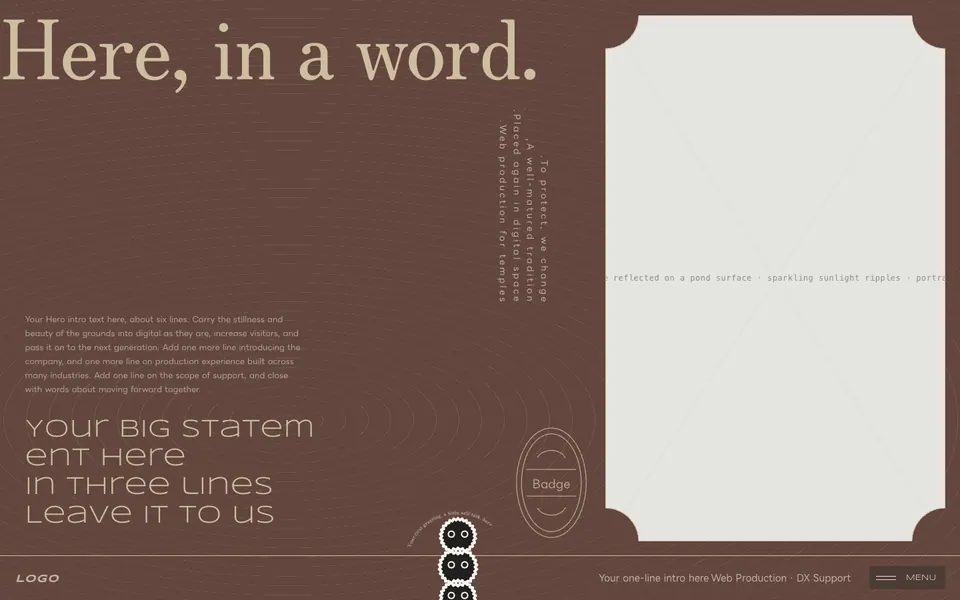 Here, in a word.
To protect, we change.
A well-matured tradition,
Placed again in digital space.
Web production for temples.
e reflected on a pond surface · sparkling sunlight ripples · portra
Your Hero intro text here, about six lines. Carry the stillness and
beauty of the grounds into digital as they are, increase visitors, and
pass it on to the next generation. Add one more line introducing the
company, and one more line on production experience built across
many industries. Add one line on the scope of support, and close
with words about moving forward together.
Your BIG Statem
ent Here
In Three Lines
Leave It To Us
Badge
LOGO
Your one-line intro here Web Production · DX Support
MENU